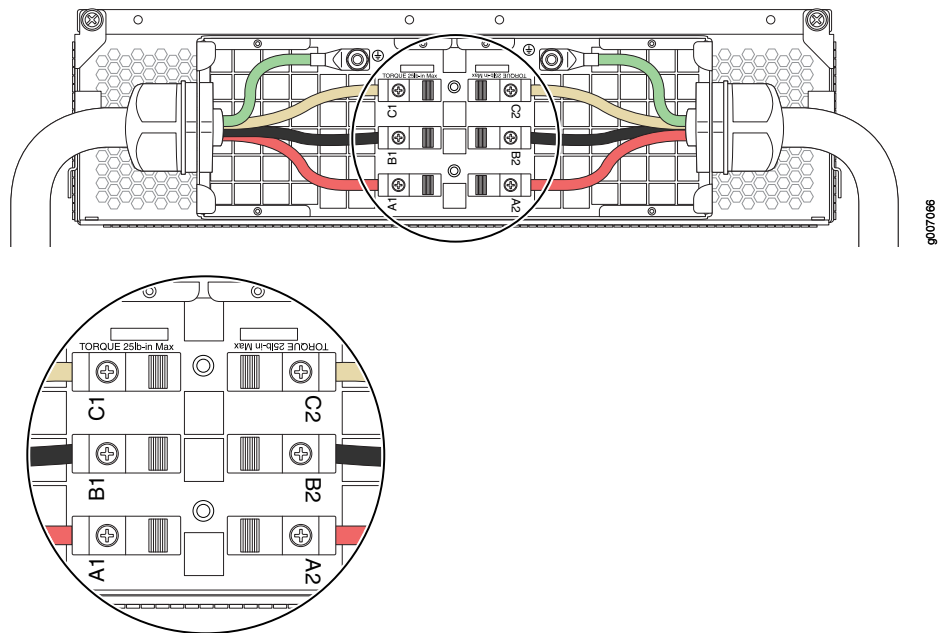 TORQUE 25lb-in Max
TORQUE 25lb-in Max
C1
C2
B1
B2
A1
A2
g007066
TORQUE 25lb-in Max
TORQUE 25lb-in Max
C1
C2
B1
B2
A1
A2